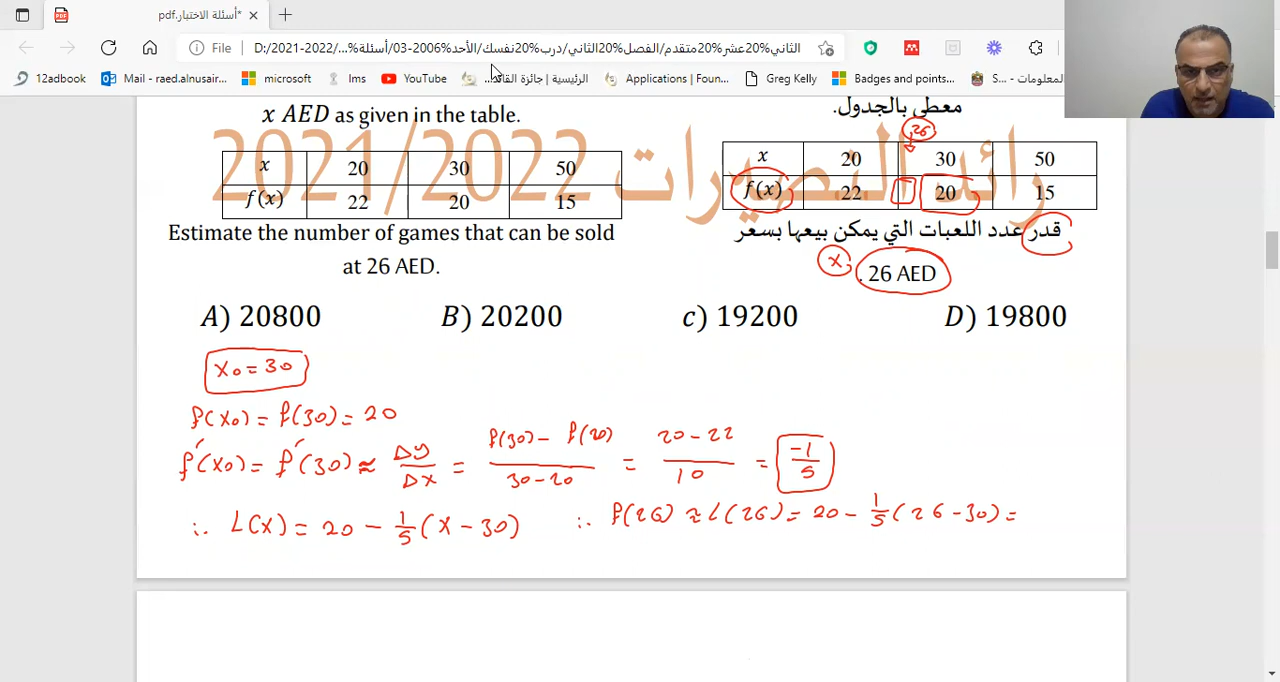 *أسئلة الاختبار.pdf
File
D:/2021-2022/الثاني%20عشر%20متقدم/الفصل%20الثاني/درب%20نفسك/الأحد%2006-03/أسئلة%...
12adbook
Mail - raed.alnusair...
microsoft
lms
YouTube
الرئيسية | جائزة القائد...
Applications | Foun...
Greg Kelly
Badges and points...
المعلومات - S...
x AED as given in the table.
x 20 30 50
f(x) 22 20 15
Estimate the number of games that can be sold
at 26 AED.
معطى بالجدول.
26
x 20 30 50
f(x) 22 20 15
قدر عدد اللعبات التي يمكن بيعها بسعر
x
. 26 AED
رائد النصيرات 2021/2022
A) 20800 B) 20200 c) 19200 D) 19800
x0 = 30
f(x0) = f(30) = 20
f′(x0) = f′(30) ≈ Δy/Δx = (f(30) - f(20))/(30-20) = (20-22)/10 = -1/5
∴ L(x) = 20 - 1/5 (x - 30)
∴ f(26) ≈ L(26) = 20 - 1/5 (26-30) =